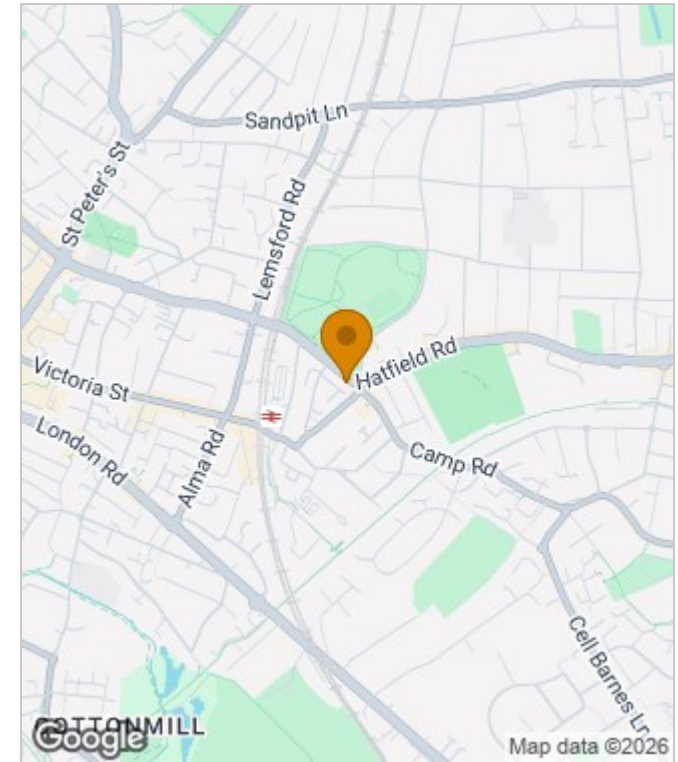 Sandpit Ln
St Peter's St
Lemsford Rd
Hatfield Rd
Victoria St
London Rd
Alma Rd
Camp Rd
Cell Barnes Ln
COTTONMILL
Google
Map data ©2026